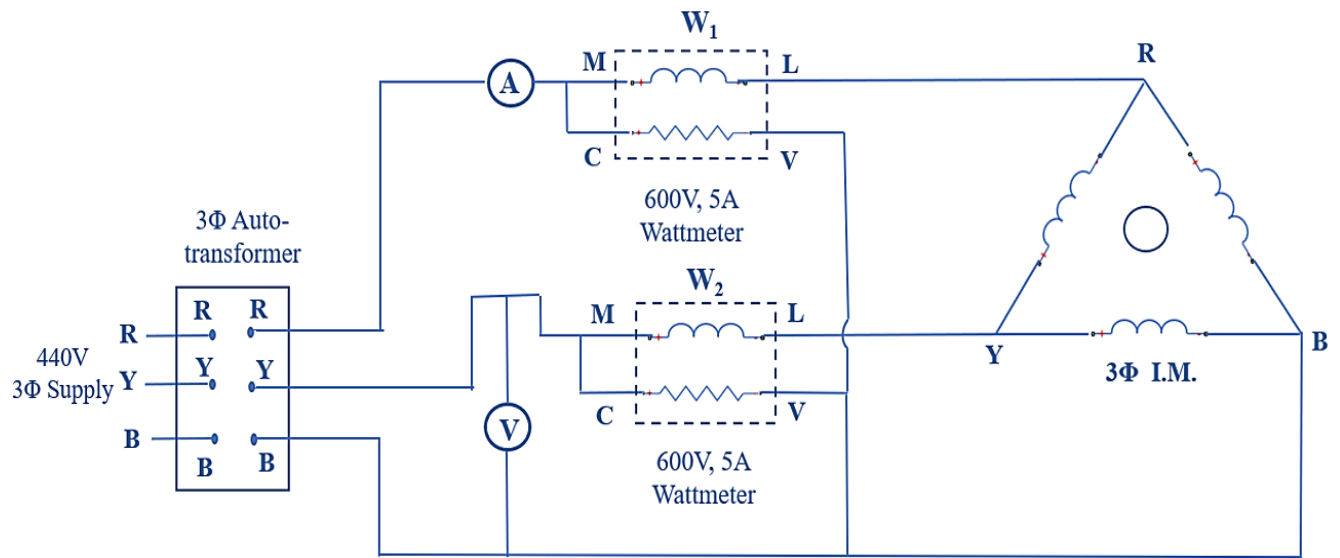 W₁
M
L
R
A
C
V
600V, 5A
Wattmeter
3Φ Auto-
transformer
W₂
R
R
M
L
R
440V
3Φ Supply
Y
Y
Y
Y
B
3Φ I.M.
C
V
V
B
B
B
600V, 5A
Wattmeter